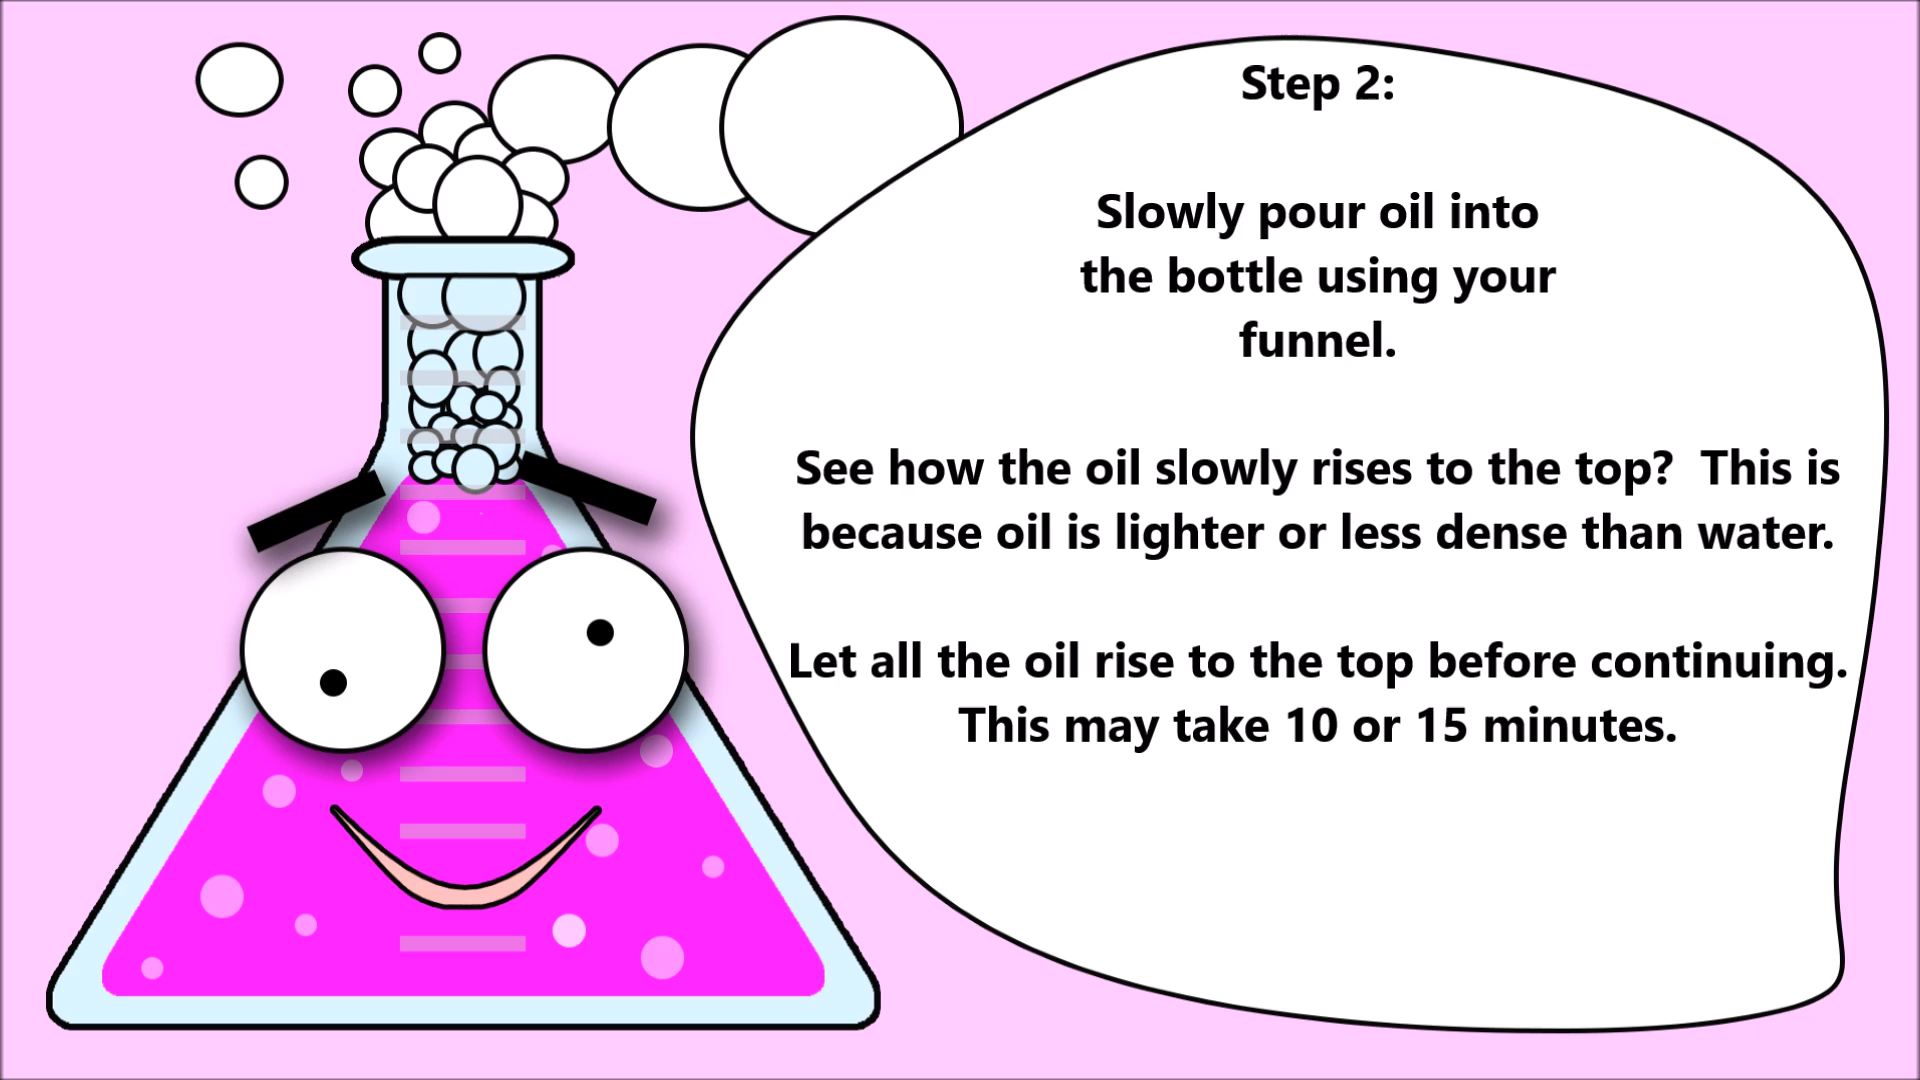 Step 2:
Slowly pour oil into
the bottle using your
funnel.
See how the oil slowly rises to the top?  This is
because oil is lighter or less dense than water.
Let all the oil rise to the top before continuing.
This may take 10 or 15 minutes.